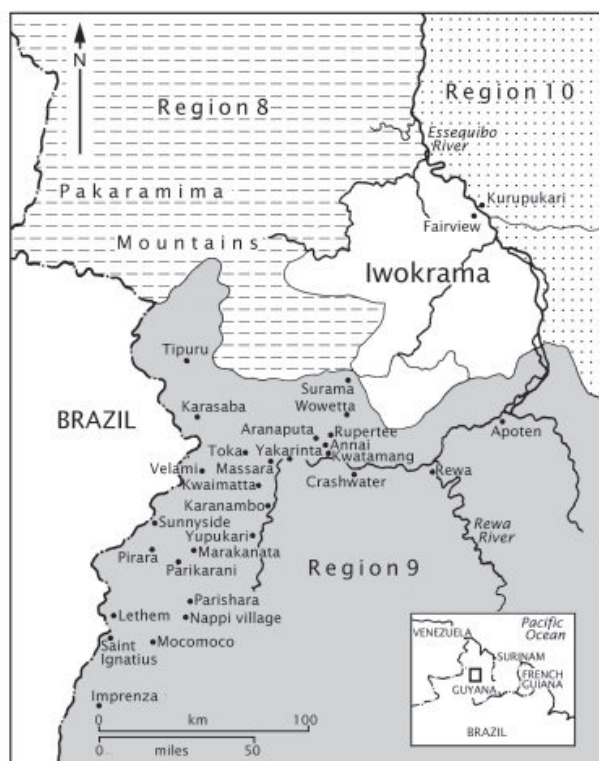 N
Region 8
Region 10
Essequibo
River
Pakaramima
Kurupukari
Fairview
Mountains
Iwokrama
Tipuru
Surama
BRAZIL
Karasaba
Wowetta
Aranaputa
Rupertee
Apoten
Toka
Yakarinta
Annai
Kwatamang
Velami
Massara
Crashwater
Rewa
Kwaimatta
Karanambo
Sunnyside
Rewa
River
Yupukari
Pirara
Marakanata
Parikarani
Region 9
Parishara
Lethem
Nappi village
Saint
Ignatius
Mocomoco
Imprenza
0
km
100
0
miles
50
Pacific
Ocean
VENEZUELA
SURINAM
FRENCH
GUIANA
GUYANA
BRAZIL